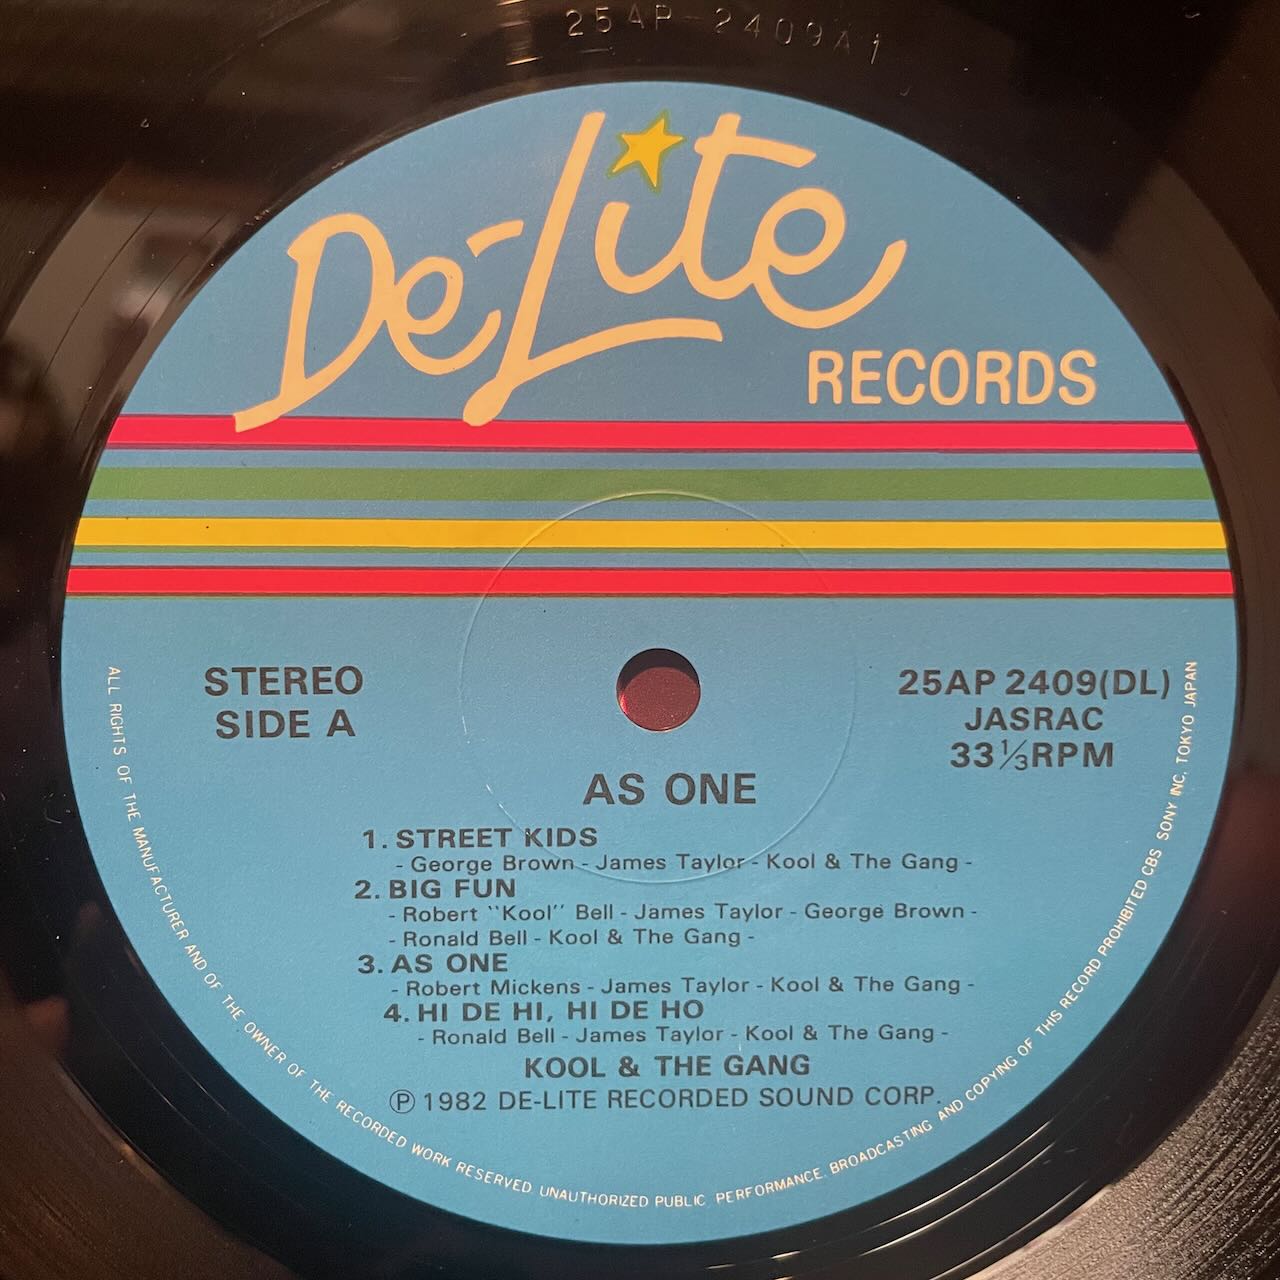 25AP-2409A1
De-Lite
RECORDS
STEREO
SIDE A
25AP 2409(DL)
JASRAC
33⅓RPM
AS ONE
1. STREET KIDS
- George Brown - James Taylor - Kool & The Gang -
2. BIG FUN
- Robert "Kool" Bell - James Taylor - George Brown -
- Ronald Bell - Kool & The Gang -
3. AS ONE
- Robert Mickens - James Taylor - Kool & The Gang -
4. HI DE HI, HI DE HO
- Ronald Bell - James Taylor - Kool & The Gang -
KOOL & THE GANG
℗ 1982 DE-LITE RECORDED SOUND CORP.
ALL RIGHTS OF THE MANUFACTURER AND OF THE OWNER OF THE RECORDED WORK RESERVED. UNAUTHORIZED PUBLIC PERFORMANCE. BROADCASTING AND COPYING OF THIS RECORD PROHIBITED CBS SONY INC, TOKYO JAPAN